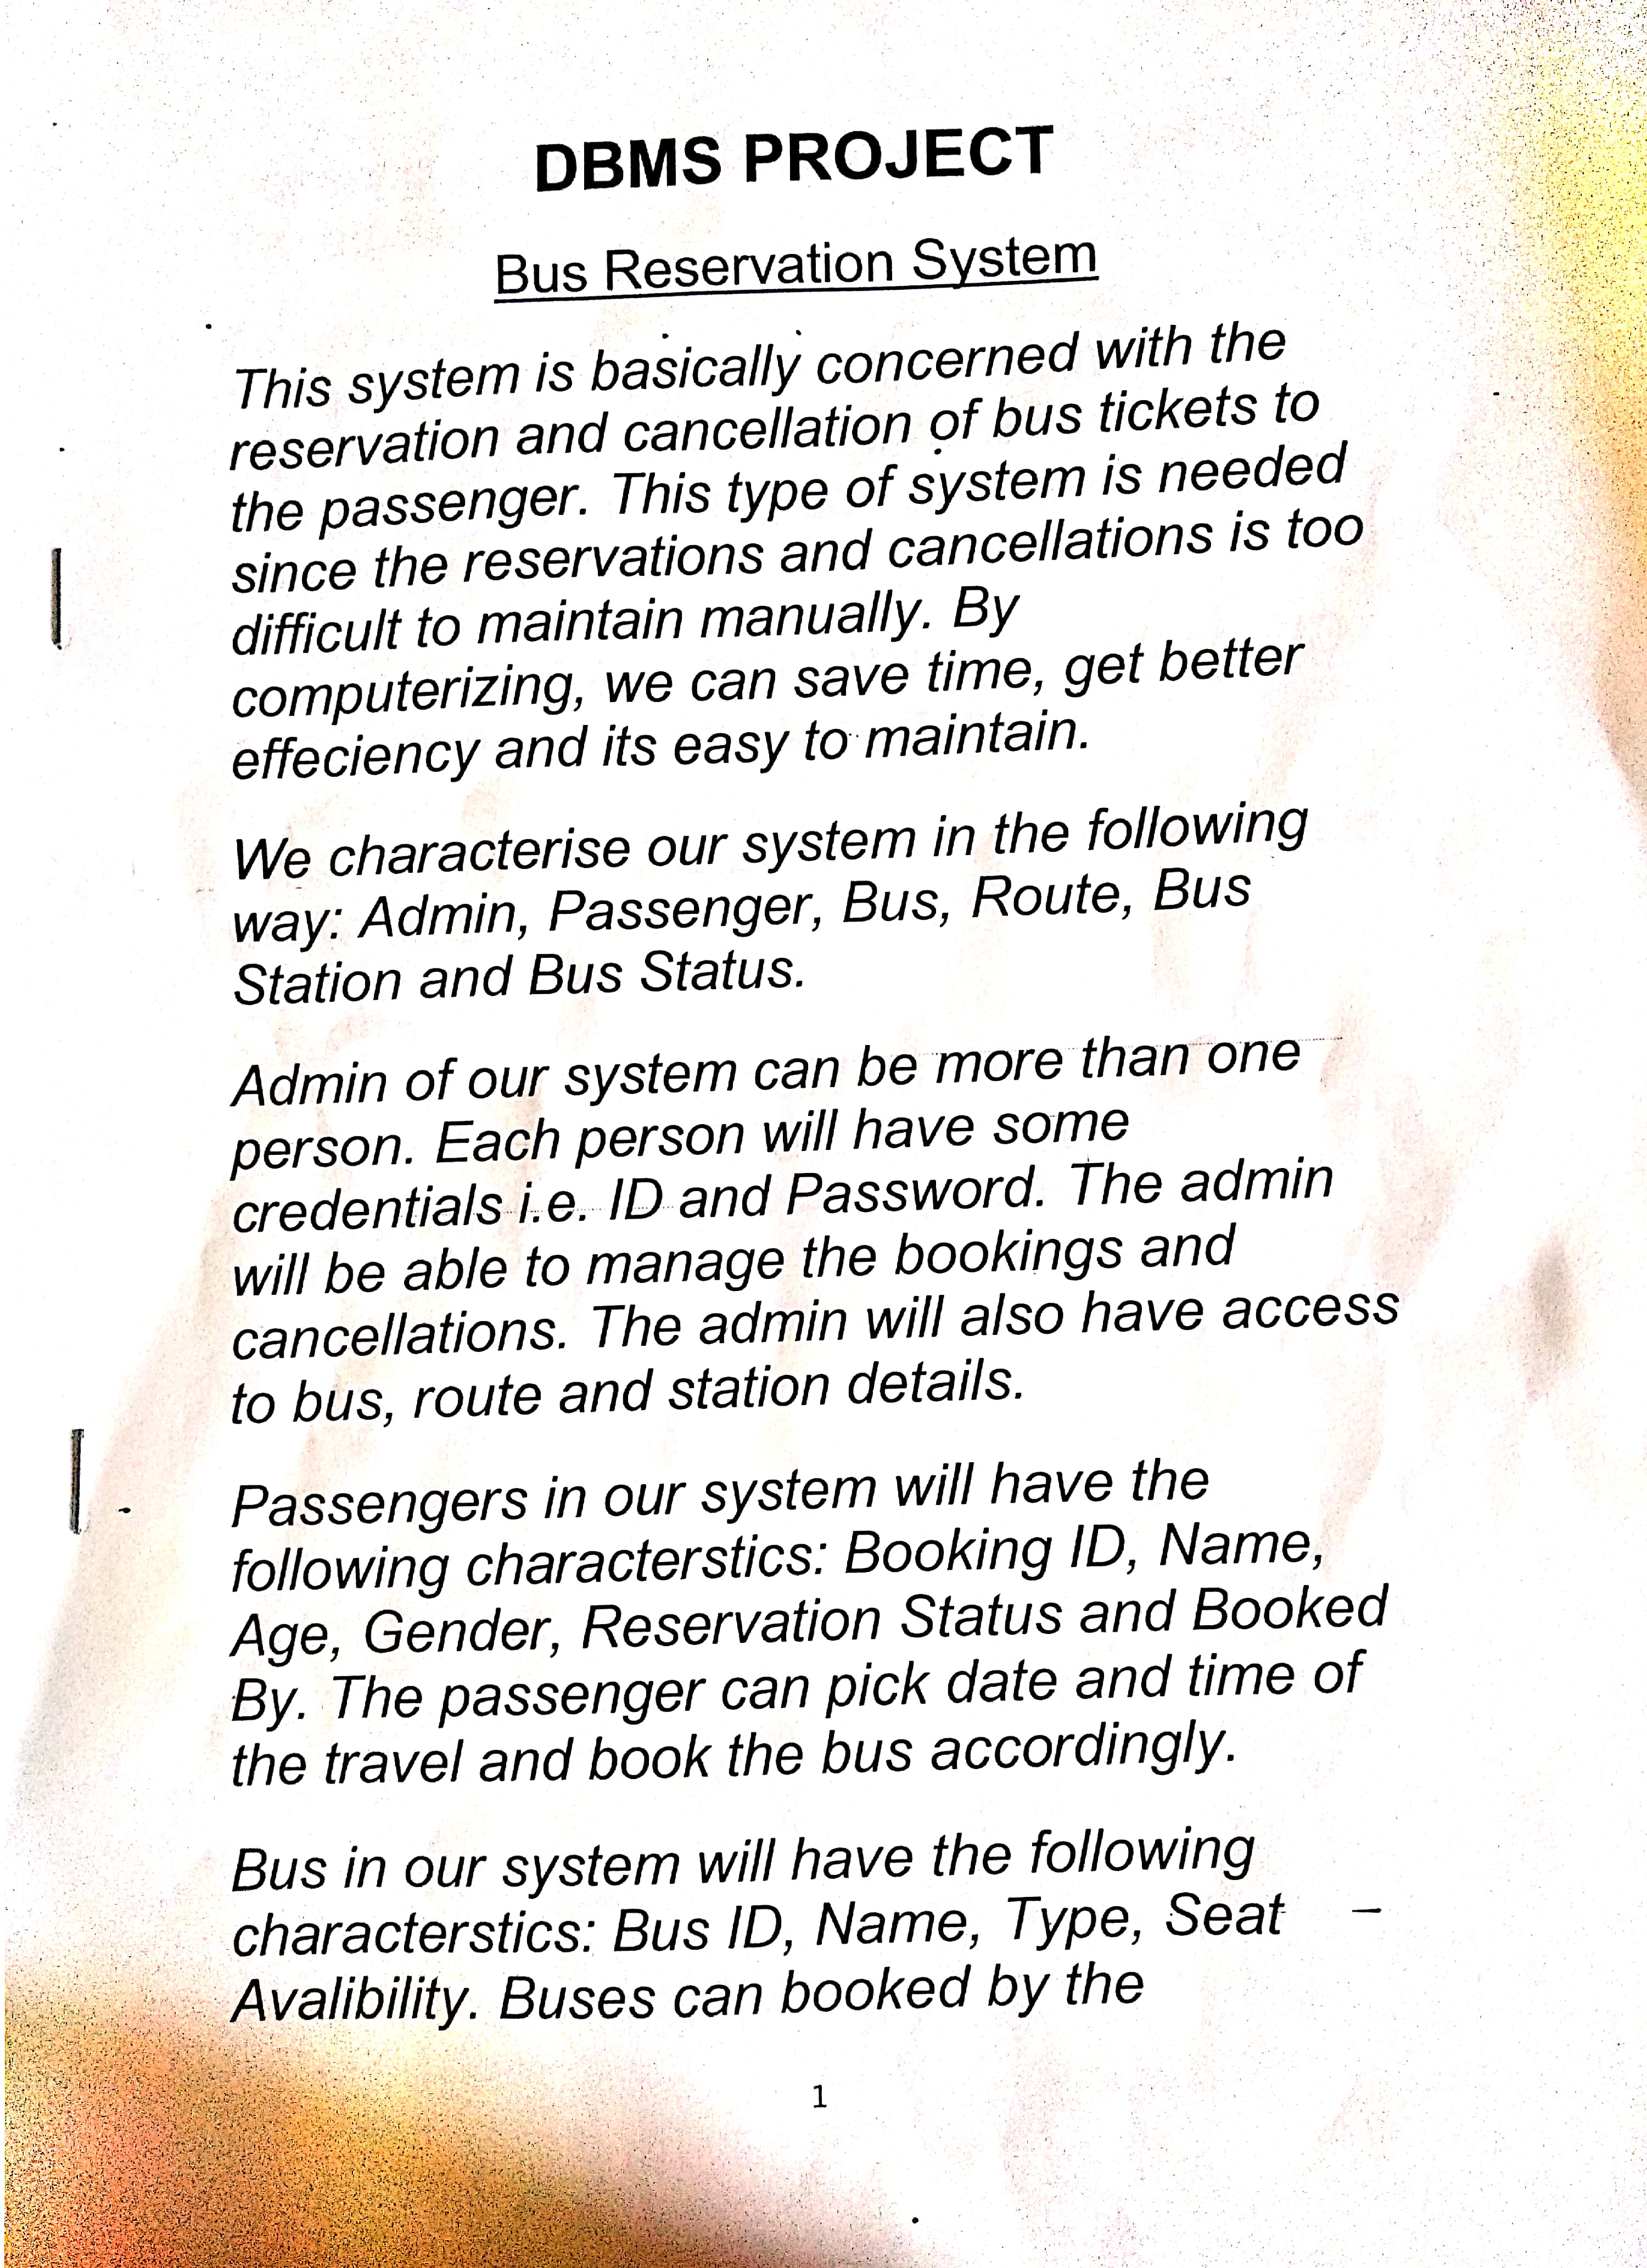 DBMS PROJECT
Bus Reservation System
This system is basically concerned with the
reservation and cancellation of bus tickets to
the passenger. This type of system is needed
since the reservations and cancellations is too
difficult to maintain manually. By
computerizing, we can save time, get better
effeciency and its easy to maintain.
We characterise our system in the following
way: Admin, Passenger, Bus, Route, Bus
Station and Bus Status.
Admin of our system can be more than one
person. Each person will have some
credentials i.e. ID and Password. The admin
will be able to manage the bookings and
cancellations. The admin will also have access
to bus, route and station details.
Passengers in our system will have the
following characterstics: Booking ID, Name,
Age, Gender, Reservation Status and Booked
By. The passenger can pick date and time of
the travel and book the bus accordingly.
Bus in our system will have the following
characterstics: Bus ID, Name, Type, Seat
Avalibility. Buses can booked by the
1